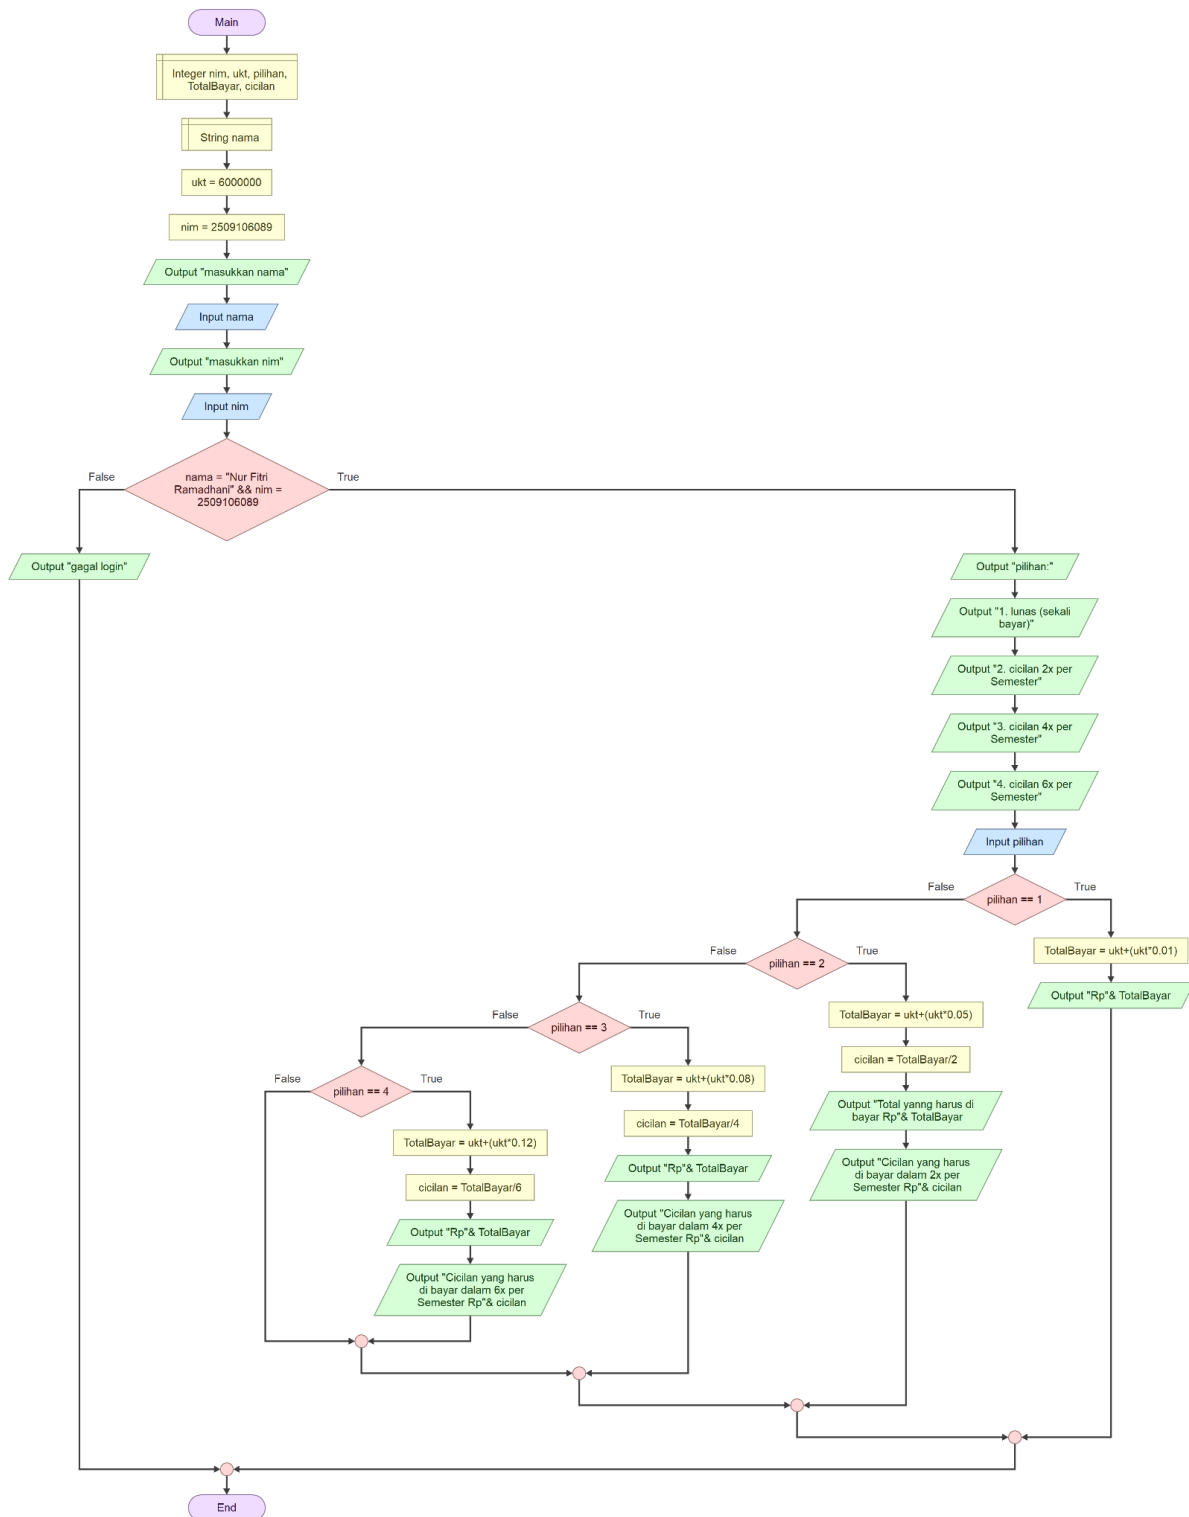 Main
Integer nim, ukt, pilihan,
TotalBayar, cicilan
String nama
ukt = 6000000
nim = 2509106089
Output "masukkan nama"
Input nama
Output "masukkan nim"
Input nim
False
True
nama = "Nur Fitri
Ramadhani" && nim =
2509106089
Output "gagal login"
Output "pilihan:"
Output "1. lunas (sekali
bayar)"
Output "2. cicilan 2x per
Semester"
Output "3. cicilan 4x per
Semester"
Output "4. cicilan 6x per
Semester"
Input pilihan
False
True
pilihan == 1
TotalBayar = ukt+(ukt*0.01)
Output "Rp"& TotalBayar
False
True
pilihan == 2
TotalBayar = ukt+(ukt*0.05)
cicilan = TotalBayar/2
Output "Total yanng harus di
bayar Rp"& TotalBayar
Output "Cicilan yang harus
di bayar dalam 2x per
Semester Rp"& cicilan
False
True
pilihan == 3
TotalBayar = ukt+(ukt*0.08)
cicilan = TotalBayar/4
Output "Rp"& TotalBayar
Output "Cicilan yang harus
di bayar dalam 4x per
Semester Rp"& cicilan
False
True
pilihan == 4
TotalBayar = ukt+(ukt*0.12)
cicilan = TotalBayar/6
Output "Rp"& TotalBayar
Output "Cicilan yang harus
di bayar dalam 6x per
Semester Rp"& cicilan
End